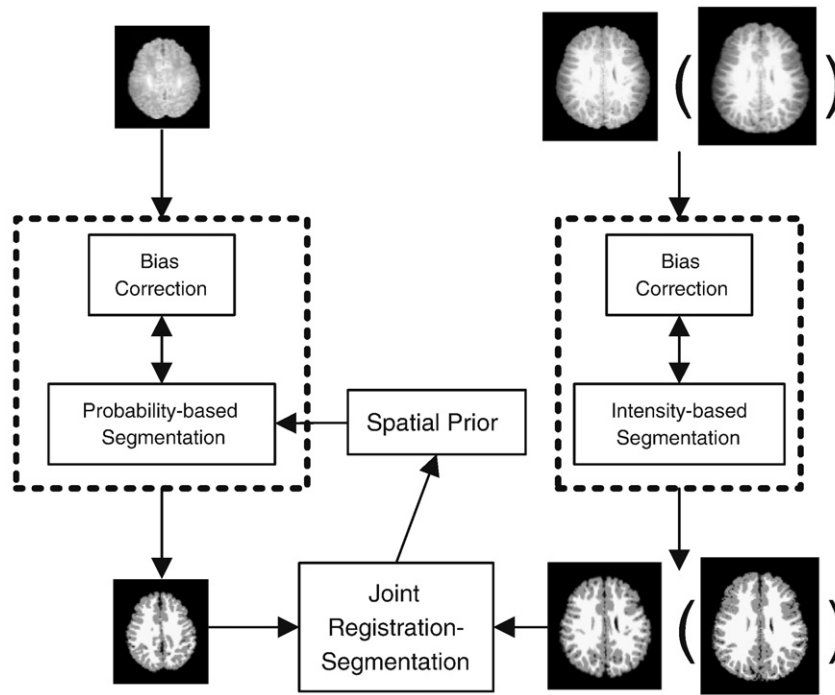 (
)
Bias
Correction
Bias
Correction
Probability-based
Segmentation
Spatial Prior
Intensity-based
Segmentation
Joint
Registration-
Segmentation
(
)